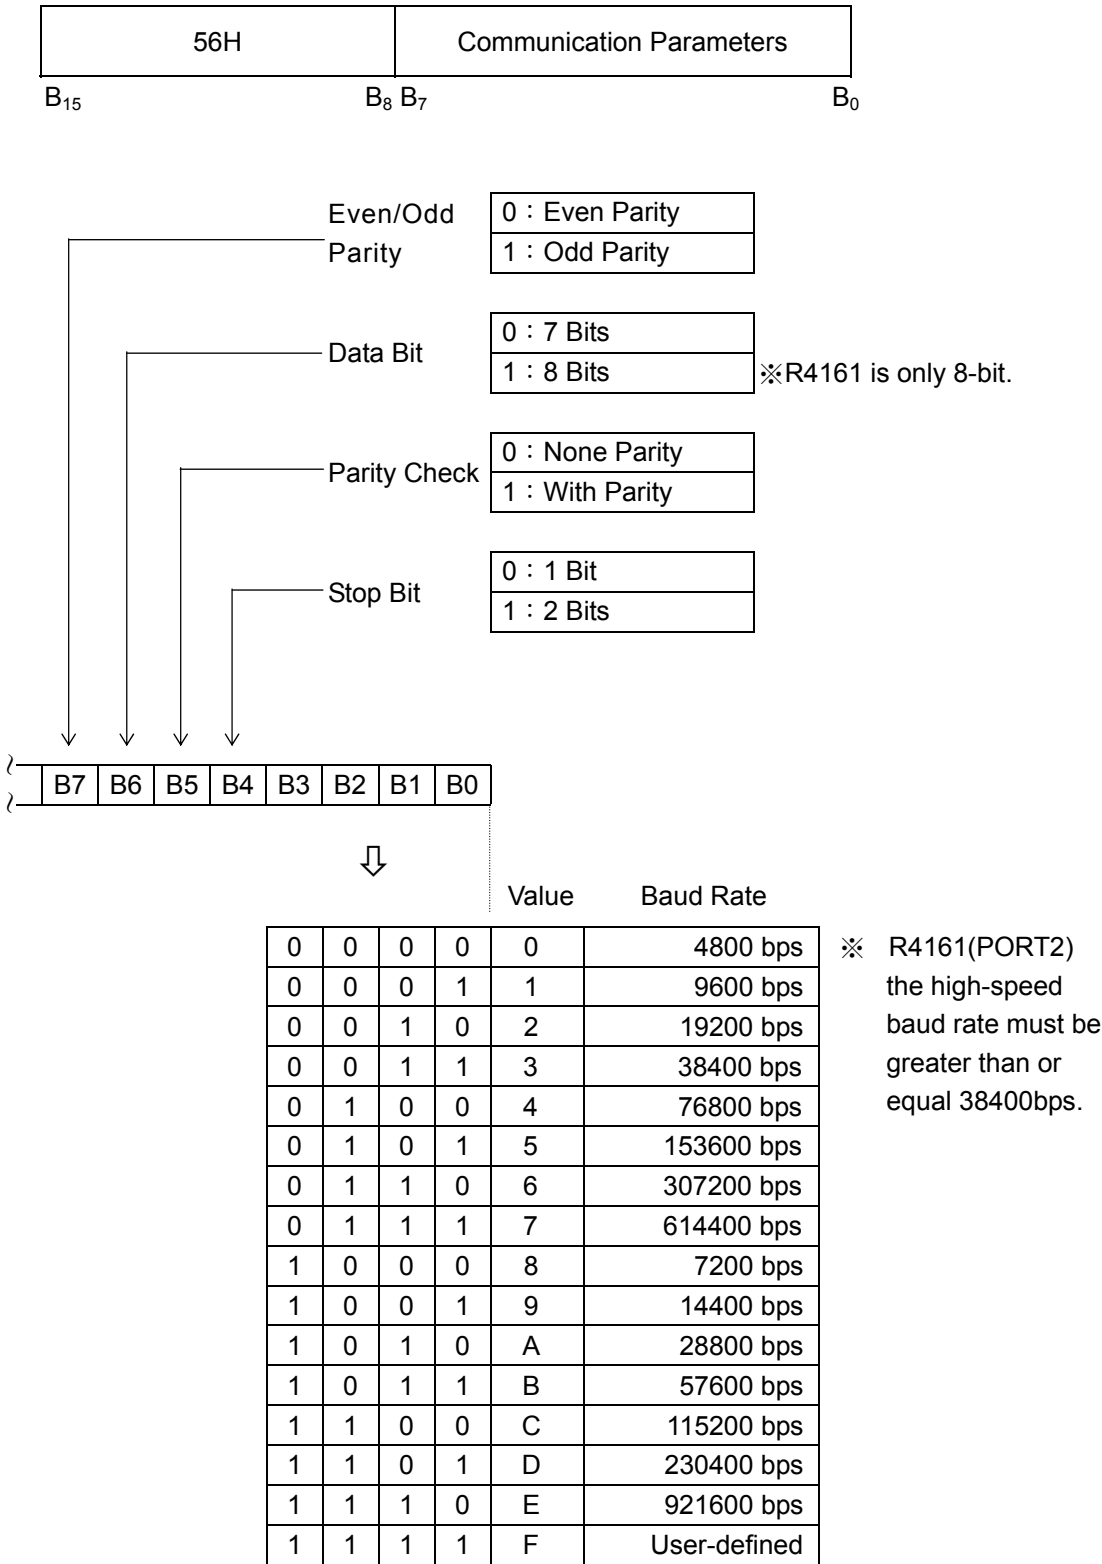 56H Communication Parameters
B15 B8 B7 B0
Even/Odd Parity
0：Even Parity
1：Odd Parity
Data Bit
0：7 Bits
1：8 Bits
※R4161 is only 8-bit.
Parity Check
0：None Parity
1：With Parity
Stop Bit
0：1 Bit
1：2 Bits
B7 B6 B5 B4 B3 B2 B1 B0
Value Baud Rate
0 0 0 0 0 4800 bps
0 0 0 1 1 9600 bps
0 0 1 0 2 19200 bps
0 0 1 1 3 38400 bps
0 1 0 0 4 76800 bps
0 1 0 1 5 153600 bps
0 1 1 0 6 307200 bps
0 1 1 1 7 614400 bps
1 0 0 0 8 7200 bps
1 0 0 1 9 14400 bps
1 0 1 0 A 28800 bps
1 0 1 1 B 57600 bps
1 1 0 0 C 115200 bps
1 1 0 1 D 230400 bps
1 1 1 0 E 921600 bps
1 1 1 1 F User-defined
※ R4161(PORT2)
the high-speed
baud rate must be
greater than or
equal 38400bps.